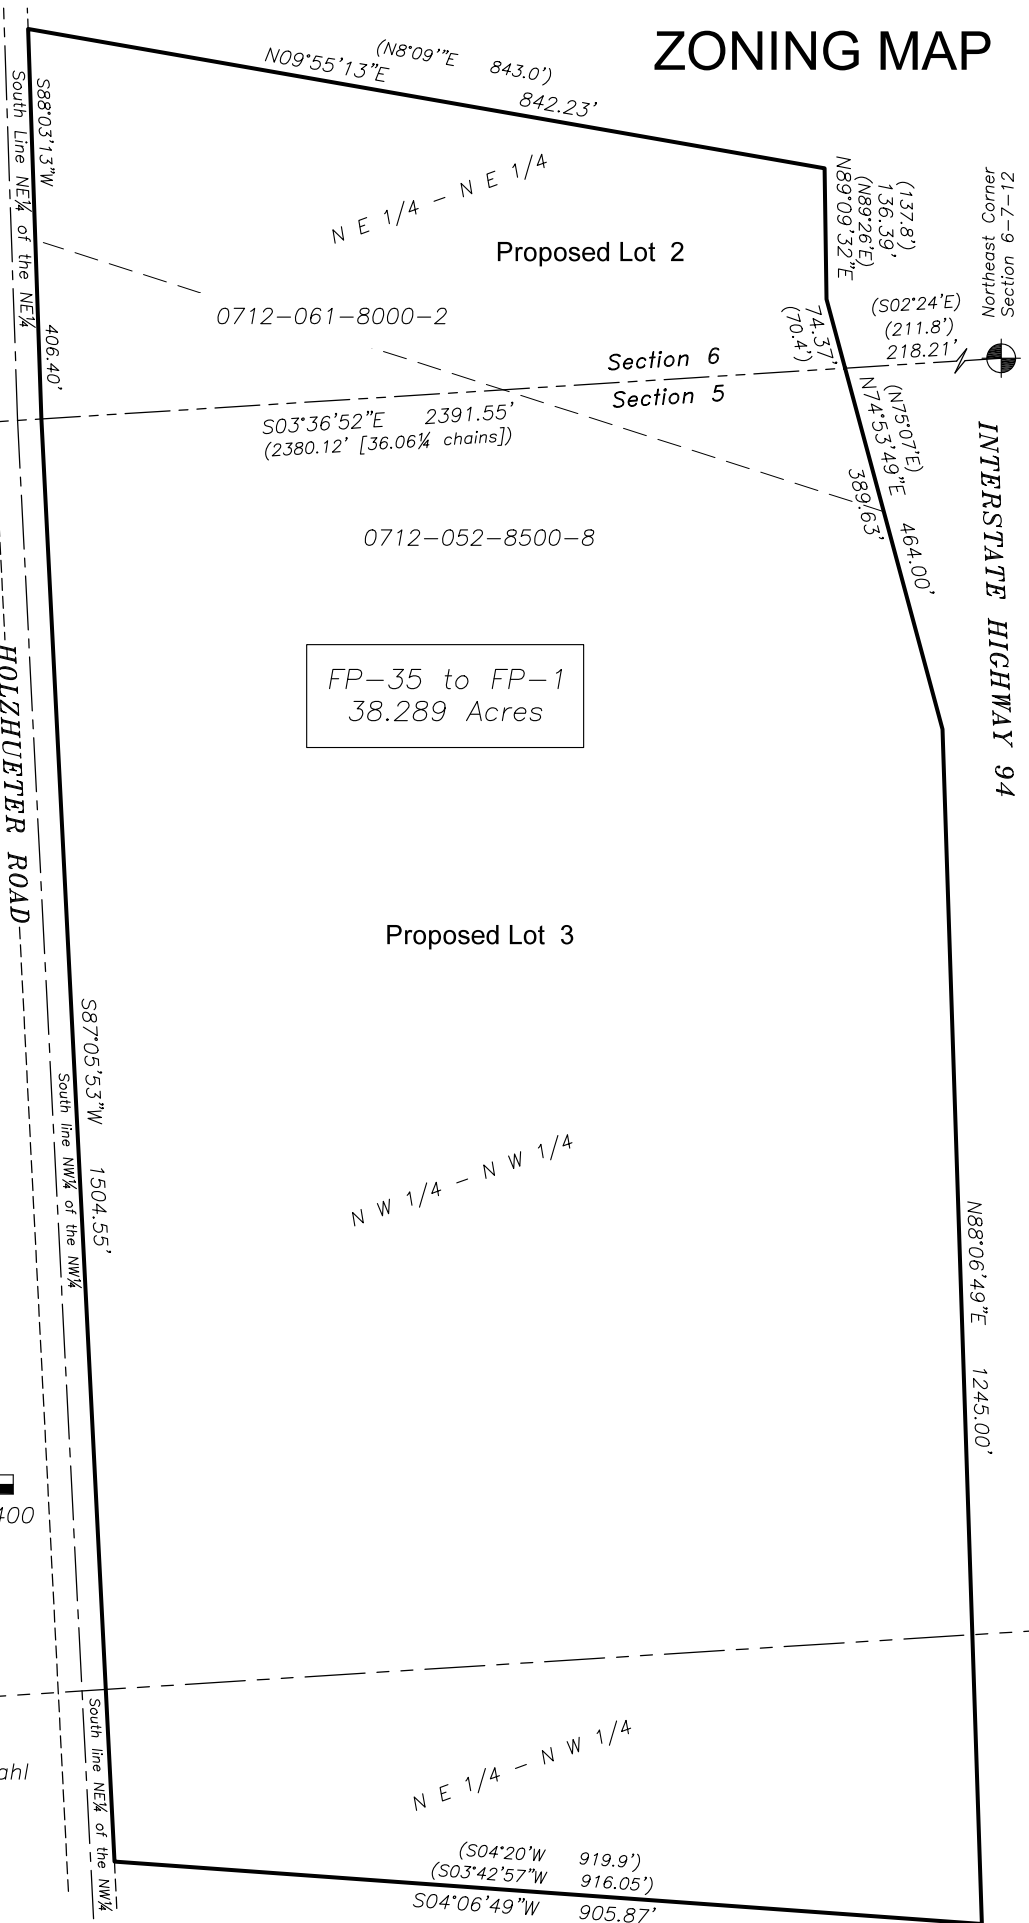 ZONING MAP
(N8°09'"E 843.0')
N09°55'13"E 842.23'
S88°03'13"W 406.40'
South Line NE¼ of the NE¼
N E 1/4 - N E 1/4
Proposed Lot 2
0712-061-8000-2
(137.8')
136.39'
(N89°26'E)
N89°09'32"E
Northeast Corner
Section 6-7-12
(S02°24'E)
(211.8')
218.21'
74.37'
(70.4')
Section 6
Section 5
S03°36'52"E 2391.55'
(2380.12' [36.06¼ chains])
(N75°07'E)
N74°53'49"E 464.00'
389.63'
INTERSTATE HIGHWAY 94
0712-052-8500-8
FP-35 to FP-1
38.289 Acres
HOLZHUETER ROAD
Proposed Lot 3
S87°05'53"W 1504.55'
South line NW¼ of the NW¼
N W 1/4 - N W 1/4
N88°06'49"E 1245.00'
400
ahl
South line NE¼ of the NW¼
N E 1/4 - N W 1/4
(S04°20'W 919.9')
(S03°42'57"W 916.05')
S04°06'49"W 905.87'